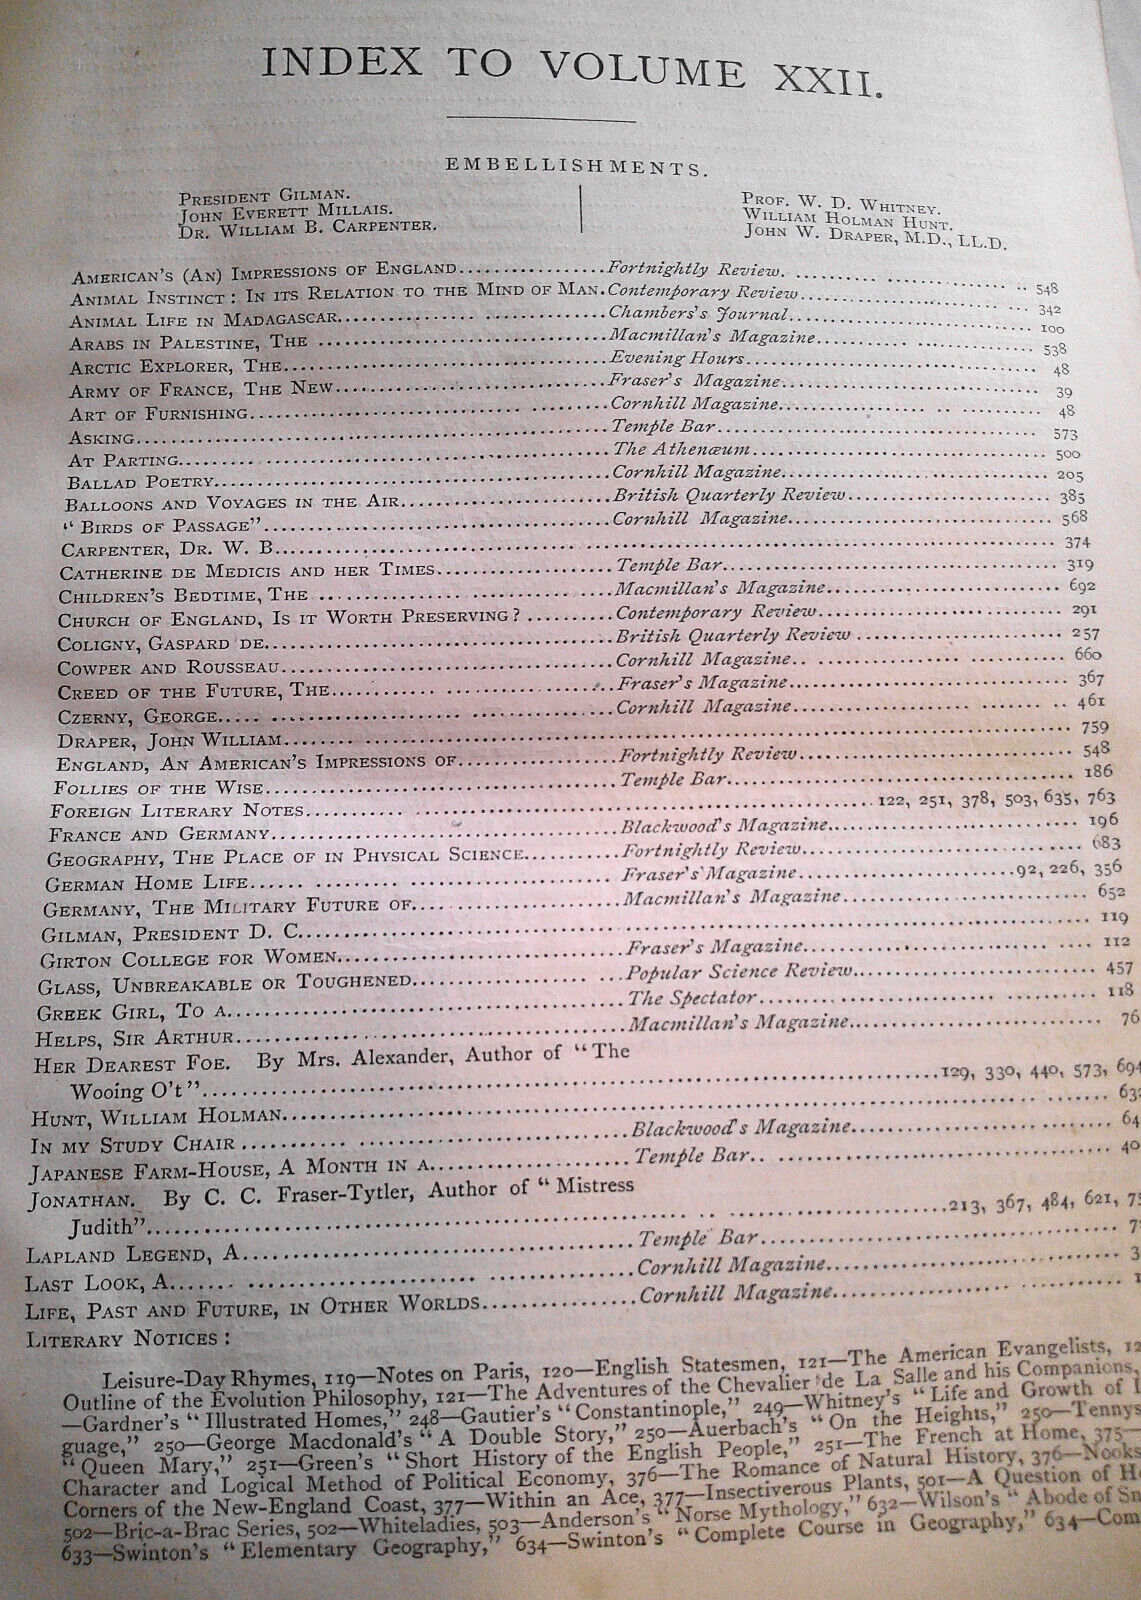 INDEX TO VOLUME XXII.
EMBELLISHMENTS.
PRESIDENT GILMAN.
JOHN EVERETT MILLAIS.
DR. WILLIAM B. CARPENTER.
PROF. W. D. WHITNEY.
WILLIAM HOLMAN HUNT.
JOHN W. DRAPER, M.D., LL.D.
AMERICAN'S (AN) IMPRESSIONS OF ENGLAND................Fortnightly Review. ................ 548
ANIMAL INSTINCT: IN ITS RELATION TO THE MIND OF MAN.Contemporary Review................ 342
ANIMAL LIFE IN MADAGASCAR................Chambers's Journal................ 100
ARABS IN PALESTINE, THE ................Macmillan's Magazine................ 538
ARCTIC EXPLORER, THE................Evening Hours................ 48
ARMY OF FRANCE, THE NEW................Fraser's Magazine................ 39
ART OF FURNISHING................Cornhill Magazine................ 48
ASKING................Temple Bar................ 573
AT PARTING................The Athenæum................ 500
BALLAD POETRY................Cornhill Magazine................ 205
BALLOONS AND VOYAGES IN THE AIR................British Quarterly Review................ 385
"BIRDS OF PASSAGE"................Cornhill Magazine................ 568
CARPENTER, DR. W. B................ 374
CATHERINE DE MEDICIS AND HER TIMES................Temple Bar................ 319
CHILDREN'S BEDTIME, THE ................Macmillan's Magazine................ 692
CHURCH OF ENGLAND, IS IT WORTH PRESERVING? ................Contemporary Review................ 291
COLIGNY, GASPARD DE................British Quarterly Review ................ 257
COWPER AND ROUSSEAU................Cornhill Magazine................ 660
CREED OF THE FUTURE, THE................Fraser's Magazine................ 367
CZERNY, GEORGE................Cornhill Magazine................ 461
DRAPER, JOHN WILLIAM................ 759
ENGLAND, AN AMERICAN'S IMPRESSIONS OF................Fortnightly Review................ 548
FOLLIES OF THE WISE................Temple Bar................ 186
FOREIGN LITERARY NOTES................122, 251, 378, 503, 635, 763
FRANCE AND GERMANY................Blackwood's Magazine................ 196
GEOGRAPHY, THE PLACE OF IN PHYSICAL SCIENCE................Fortnightly Review................ 683
GERMAN HOME LIFE................Fraser's Magazine................92, 226, 356
GERMANY, THE MILITARY FUTURE OF................Macmillan's Magazine................ 652
GILMAN, PRESIDENT D. C................ 119
GIRTON COLLEGE FOR WOMEN................Fraser's Magazine................ 112
GLASS, UNBREAKABLE OR TOUGHENED................Popular Science Review................ 457
GREEK GIRL, TO A................The Spectator................ 118
HELPS, SIR ARTHUR................Macmillan's Magazine................ 76
HER DEAREST FOE. By Mrs. Alexander, Author of "The
Wooing O't"................129, 330, 440, 573, 694
HUNT, WILLIAM HOLMAN................ 63
IN MY STUDY CHAIR ................Blackwood's Magazine................ 64
JAPANESE FARM-HOUSE, A MONTH IN A................Temple Bar................ 40
JONATHAN. By C. C. Fraser-Tytler, Author of "Mistress
Judith"................213, 367, 484, 621, 7
LAPLAND LEGEND, A................Temple Bar................ 7
LAST LOOK, A................Cornhill Magazine................ 3
LIFE, PAST AND FUTURE, IN OTHER WORLDS................Cornhill Magazine................ 1
LITERARY NOTICES:
Leisure-Day Rhymes, 119—Notes on Paris, 120—English Statesmen, 121—The American Evangelists, 12
Outline of the Evolution Philosophy, 121—The Adventures of the Chevalier de La Salle and his Companions,
—Gardner's "Illustrated Homes," 248—Gautier's "Constantinople," 249—Whitney's "Life and Growth of
guage," 250—George Macdonald's "A Double Story," 250—Auerbach's "On the Heights," 250—Tennys
"Queen Mary," 251—Green's "Short History of the English People," 251—The French at Home, 375—
Character and Logical Method of Political Economy, 376—The Romance of Natural History, 376—Nooks
Corners of the New-England Coast, 377—Within an Ace, 377—Insectiverous Plants, 501—A Question of H
502—Bric-a-Brac Series, 502—Whiteladies, 503—Anderson's "Norse Mythology," 632—Wilson's "Abode of Sn
633—Swinton's "Elementary Geography," 634—Swinton's "Complete Course in Geography," 634—Com